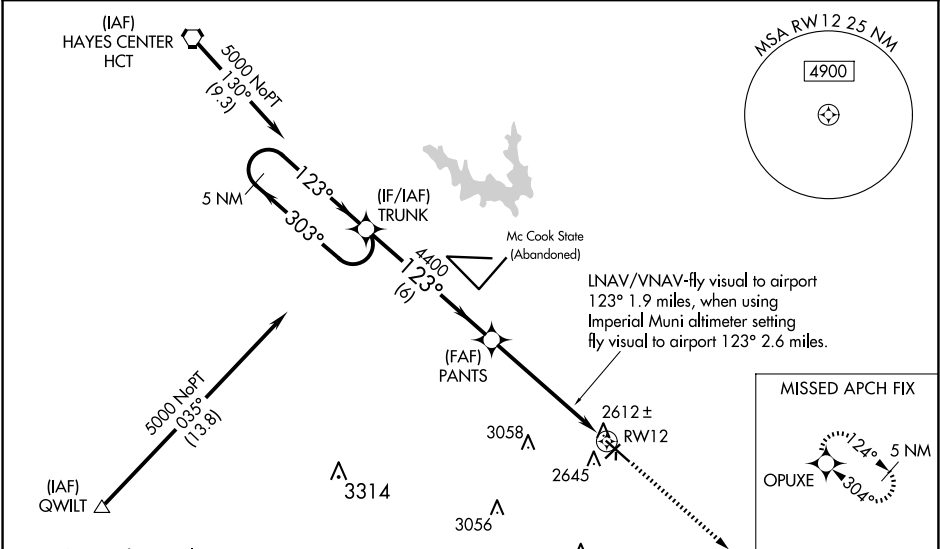 (IAF)
HAYES CENTER
HCT
5000 NoPT
130°
(9.3)
MSA RW12 25 NM
4900
123°
5 NM
303°
(IF/IAF)
TRUNK
4400
123°
(6)
Mc Cook State
(Abandoned)
LNAV/VNAV-fly visual to airport
123° 1.9 miles, when using
Imperial Muni altimeter setting
fly visual to airport 123° 2.6 miles.
(FAF)
PANTS
5000 NoPT
035°
(13.8)
(IAF)
QWILT
3314
3058
2612±
RW12
2645
3056
MISSED APCH FIX
124°
5 NM
OPUXE
304°